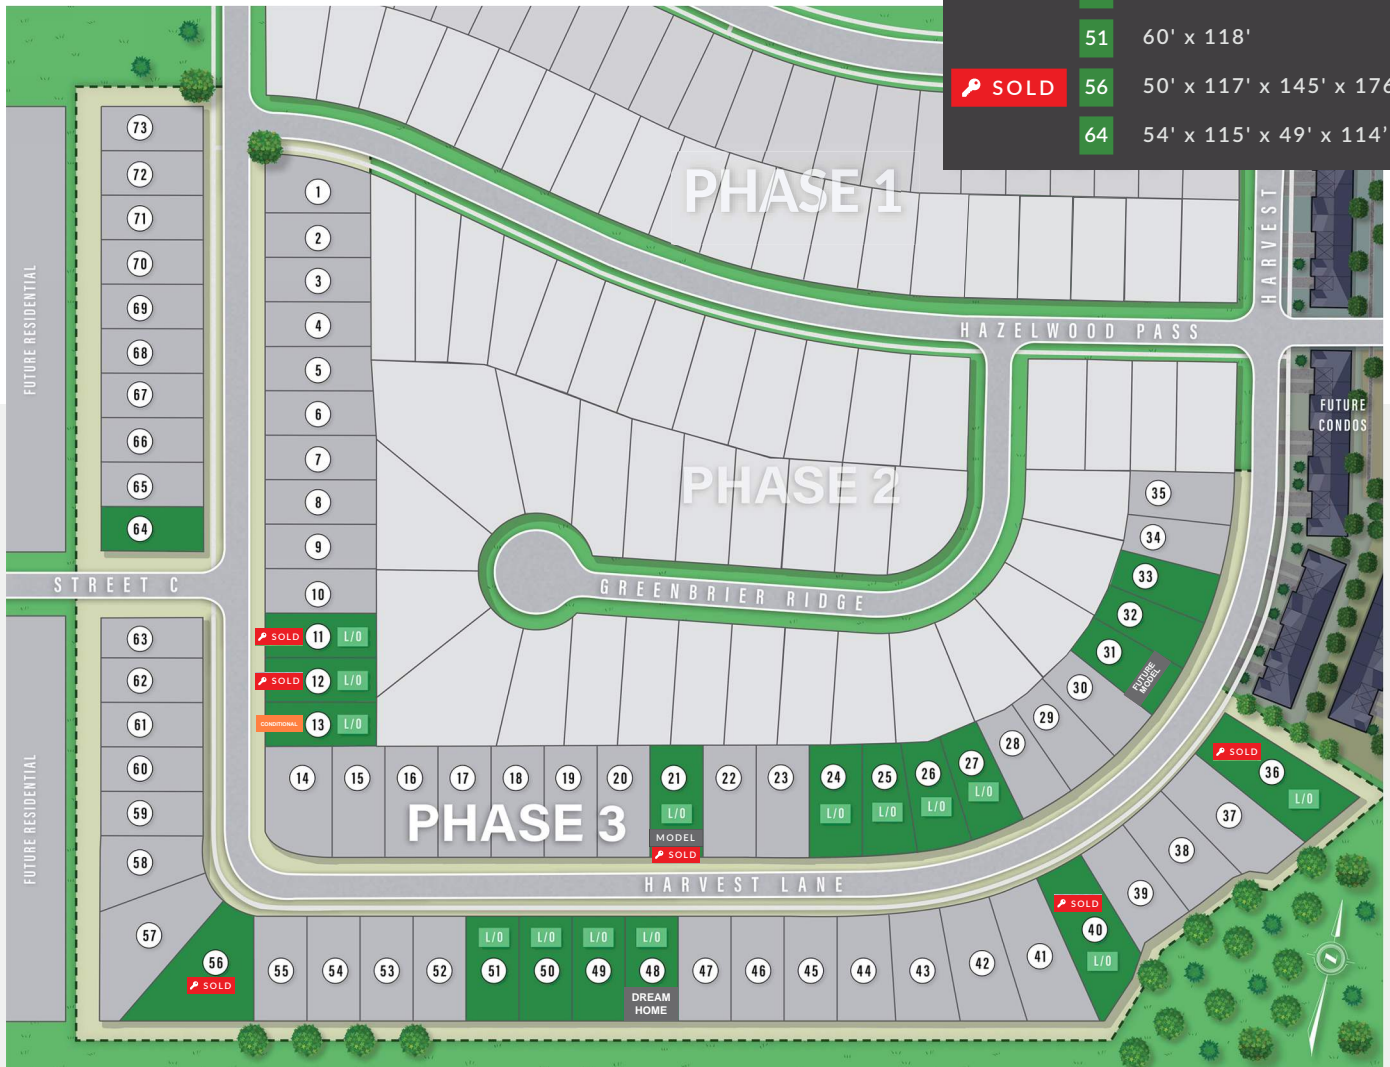 51 60' x 118'
SOLD 56 50' x 117' x 145' x 176
64 54' x 115' x 49' x 114'
PHASE 1
HARVEST
HAZELWOOD PASS
FUTURE
CONDOS
PHASE 2
GREENBRIER RIDGE
FUTURE RESIDENTIAL
73
72
71
70
69
68
67
66
65
64
STREET C
FUTURE RESIDENTIAL
63
62
61
60
59
58
57
56
SOLD
1
2
3
4
5
6
7
8
9
10
SOLD 11 L/O
SOLD 12 L/O
CONDITIONAL 13 L/O
14
15
16
17
18
19
20
21
L/O
MODEL
SOLD
22
23
24
L/O
25
L/O
26
L/O
27
L/O
28
29
30
31
FUTURE
MODEL
32
33
34
35
PHASE 3
HARVEST LANE
SOLD
36
L/O
37
38
39
SOLD
40
L/O
41
42
43
44
45
46
47
L/O
48
DREAM
HOME
L/O
49
L/O
50
L/O
51
52
53
54
55